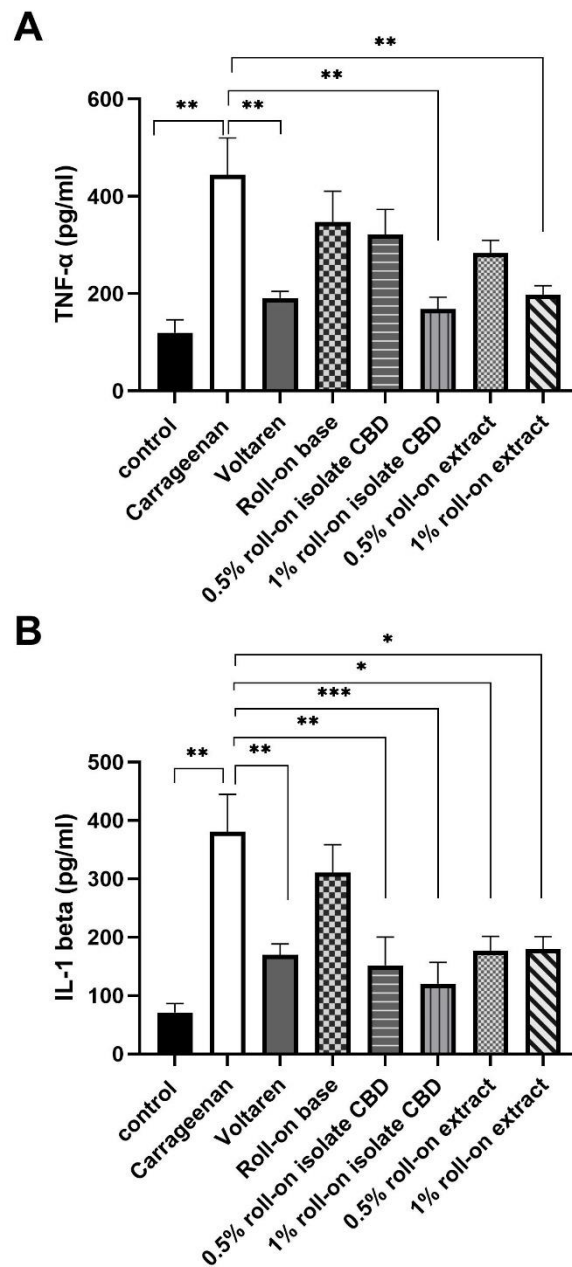 A
**
**
**
**
600
400
200
0
TNF-α (pg/ml)
control
Carrageenan
Voltaren
Roll-on base
0.5% roll-on isolate CBD
1% roll-on isolate CBD
0.5% roll-on extract
1% roll-on extract
B
*
*
***
**
**
**
500
400
300
200
100
0
IL-1 beta (pg/ml)
control
Carrageenan
Voltaren
Roll-on base
0.5% roll-on isolate CBD
1% roll-on isolate CBD
0.5% roll-on extract
1% roll-on extract